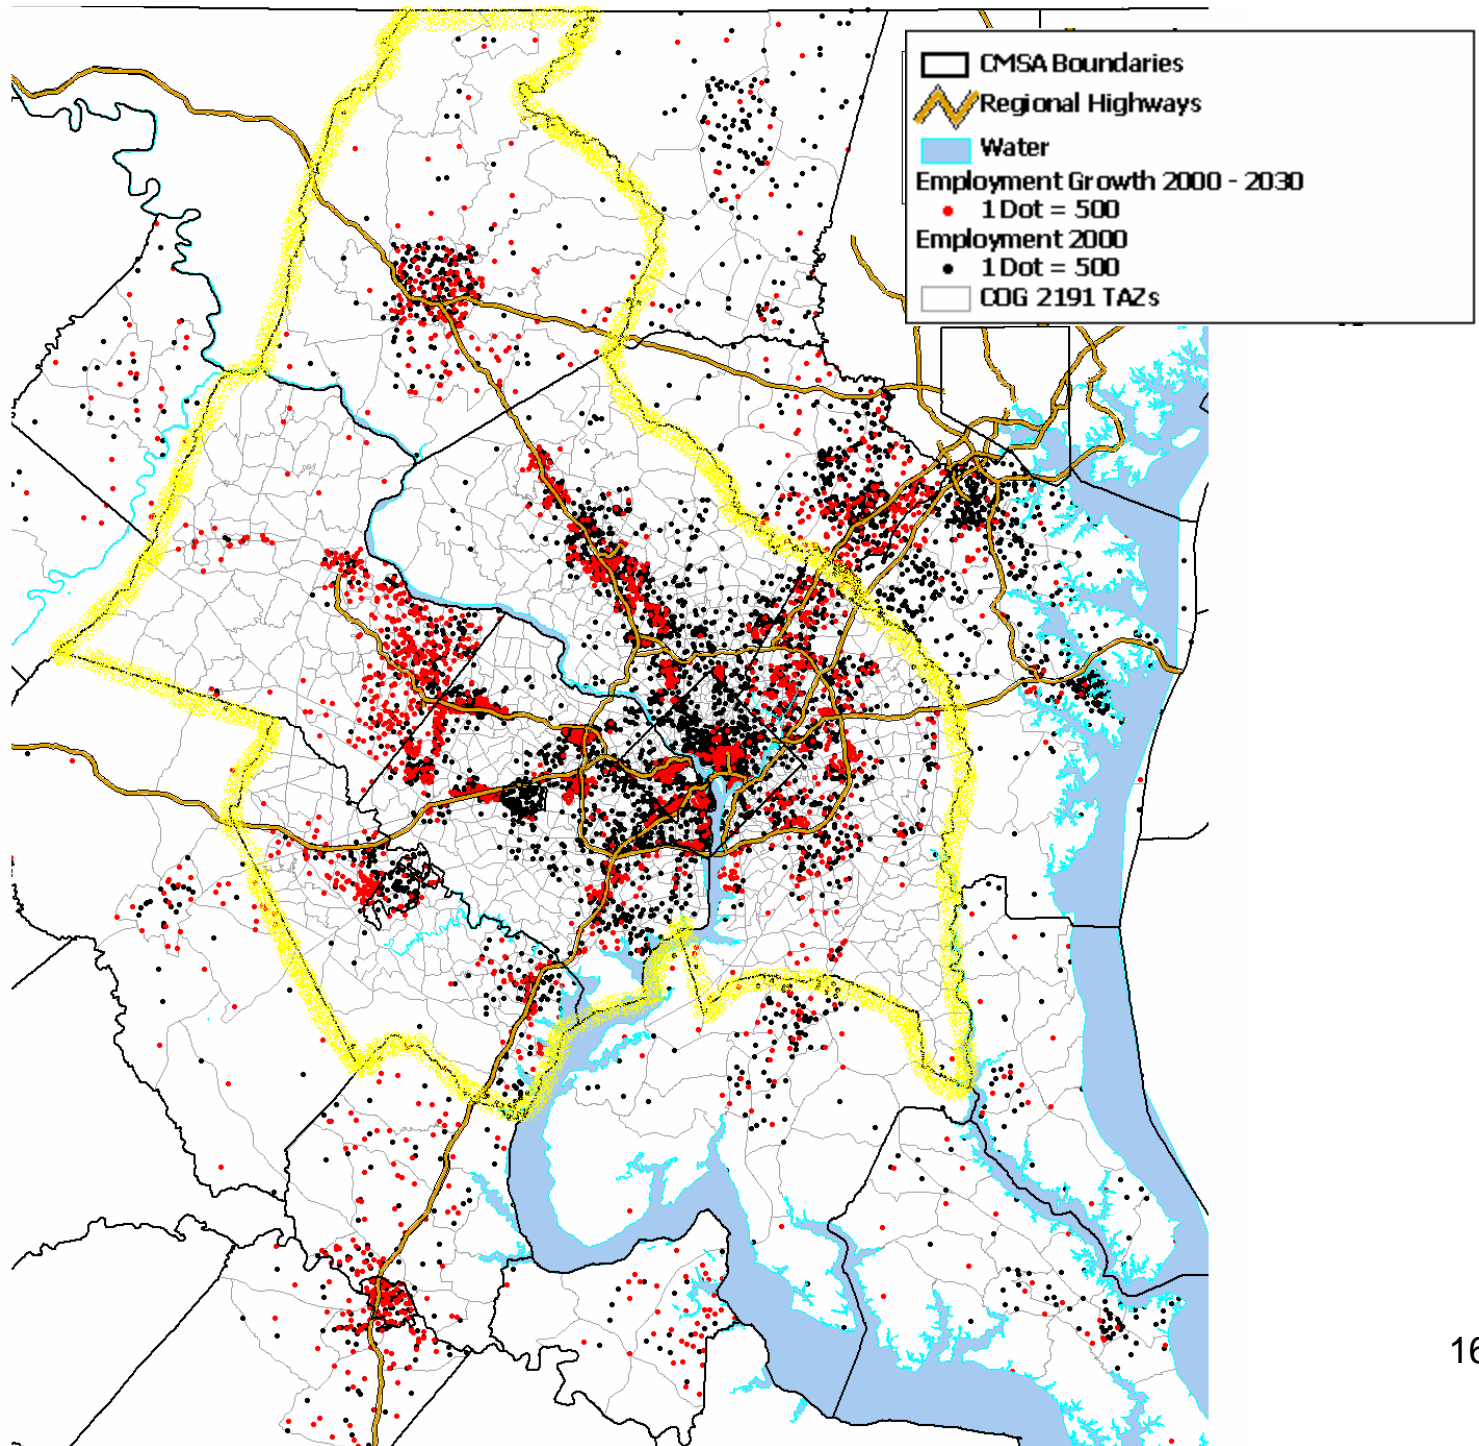 CMSA Boundaries
Regional Highways
Water
Employment Growth 2000 - 2030
1 Dot = 500
Employment 2000
1 Dot = 500
COG 2191 TAZs
16